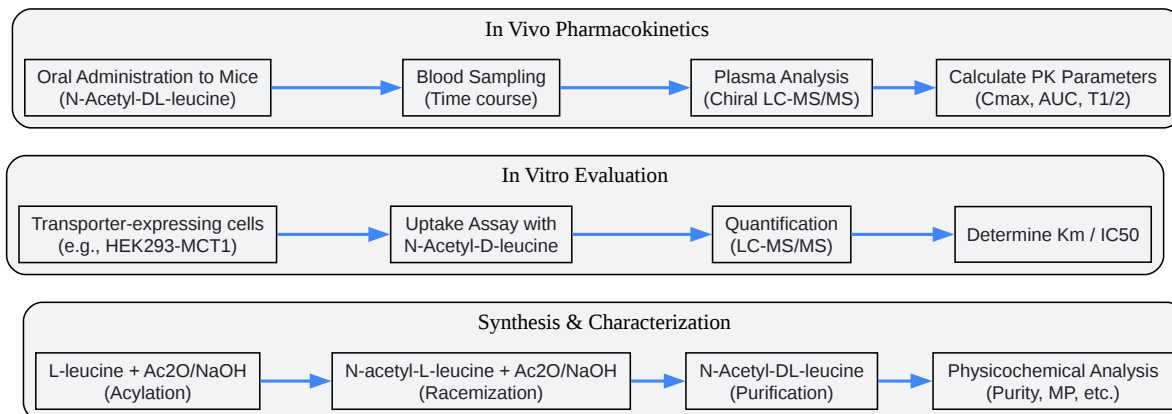 In Vivo Pharmacokinetics
Oral Administration to Mice
(N-Acetyl-DL-leucine)
Blood Sampling
(Time course)
Plasma Analysis
(Chiral LC-MS/MS)
Calculate PK Parameters
(Cmax, AUC, T1/2)
In Vitro Evaluation
Transporter-expressing cells
(e.g., HEK293-MCT1)
Uptake Assay with
N-Acetyl-D-leucine
Quantification
(LC-MS/MS)
Determine Km / IC50
Synthesis & Characterization
L-leucine + Ac2O/NaOH
(Acylation)
N-acetyl-L-leucine + Ac2O/NaOH
(Racemization)
N-Acetyl-DL-leucine
(Purification)
Physicochemical Analysis
(Purity, MP, etc.)